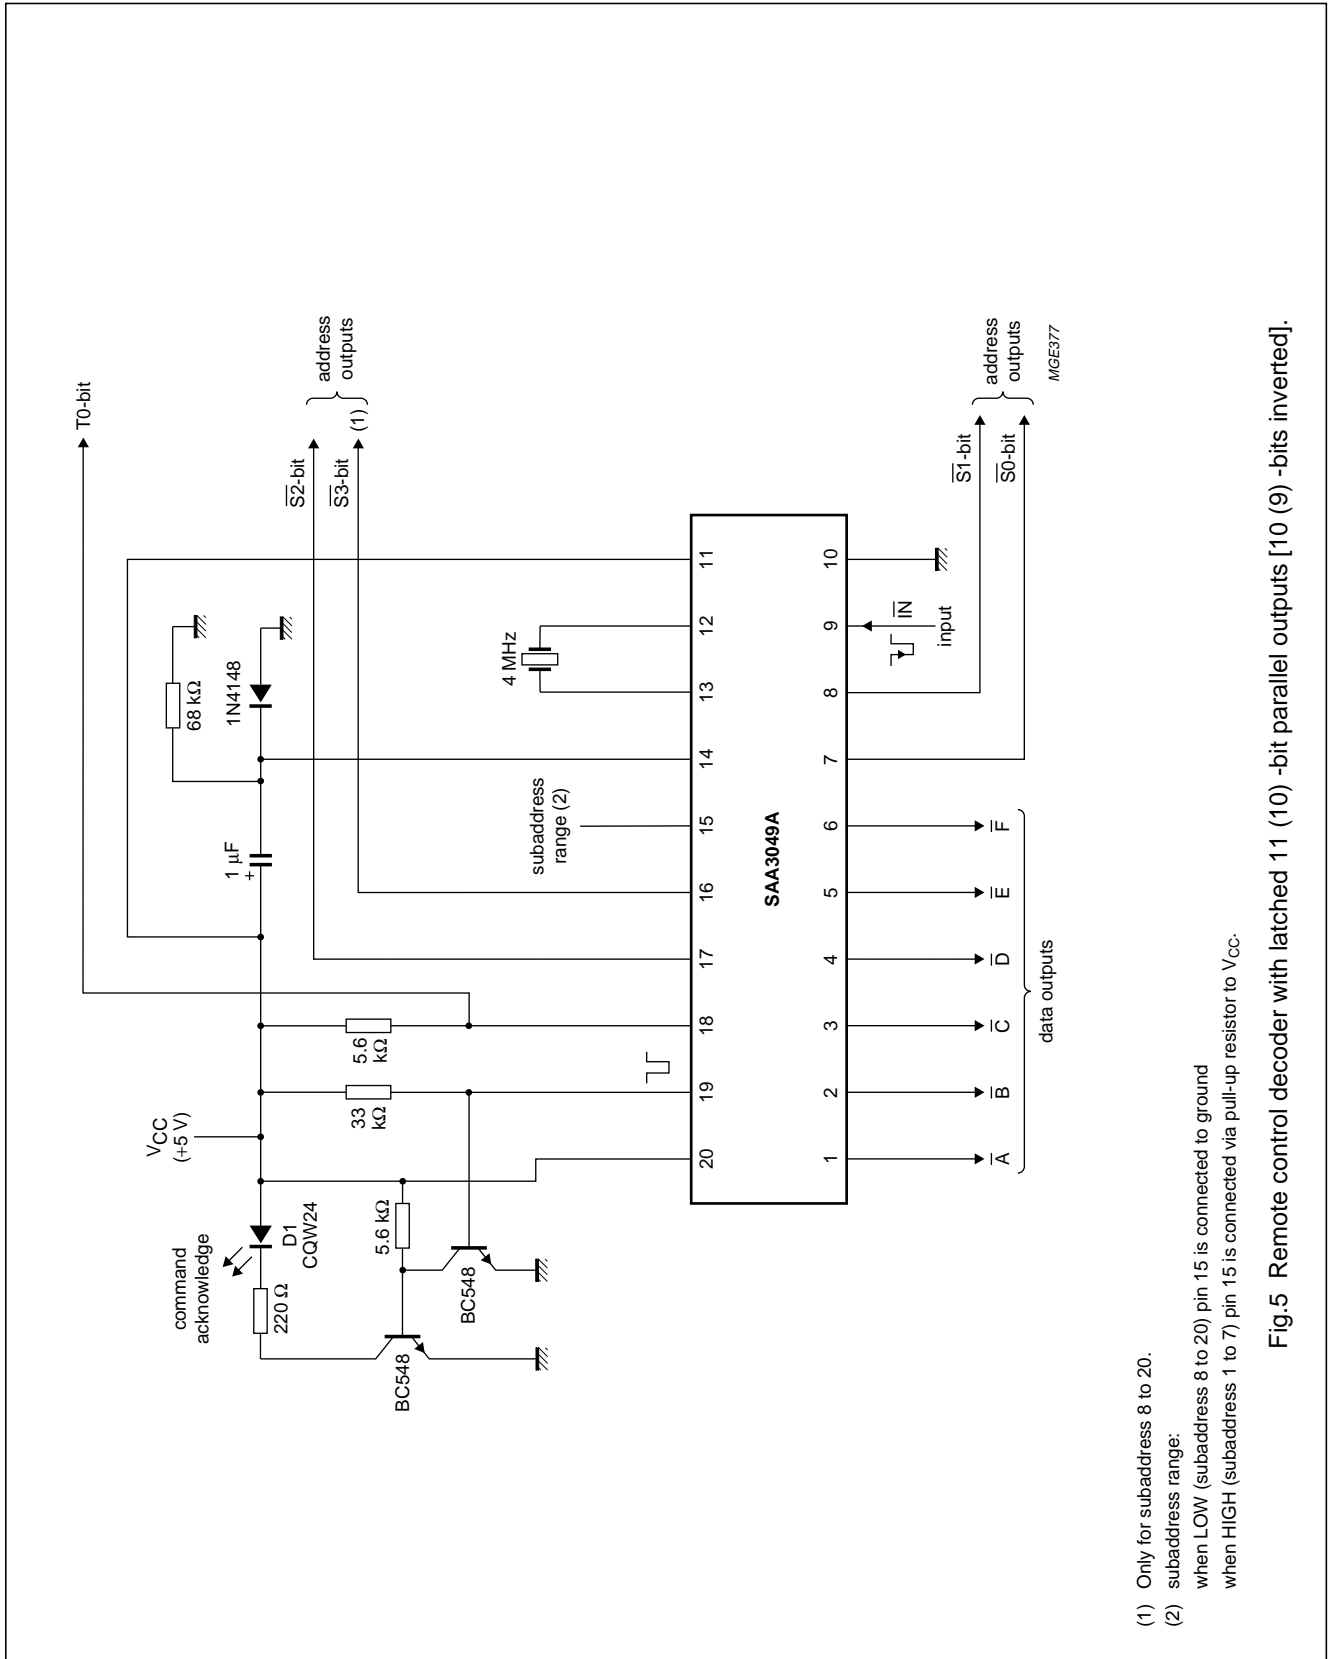 T0-bit
68 kΩ
1N4148
1 μF
+
VCC
(+5 V)
command
acknowledge
D1
CQW24
220 Ω
5.6 kΩ
BC548
BC548
33
kΩ
5.6
kΩ
S2-bit
S3-bit
(1)
address
outputs
subaddress
range (2)
4 MHz
20 19 18 17 16 15 14 13 12 11
SAA3049A
1 2 3 4 5 6 7 8 9 10
A B C D E F
data outputs
IN
input
S1-bit
S0-bit
address
outputs
MGE377
(1) Only for subaddress 8 to 20.
(2) subaddress range:
when LOW (subaddress 8 to 20) pin 15 is connected to ground
when HIGH (subaddress 1 to 7) pin 15 is connected via pull-up resistor to VCC.
Fig.5 Remote control decoder with latched 11 (10) -bit parallel outputs [10 (9) -bits inverted].